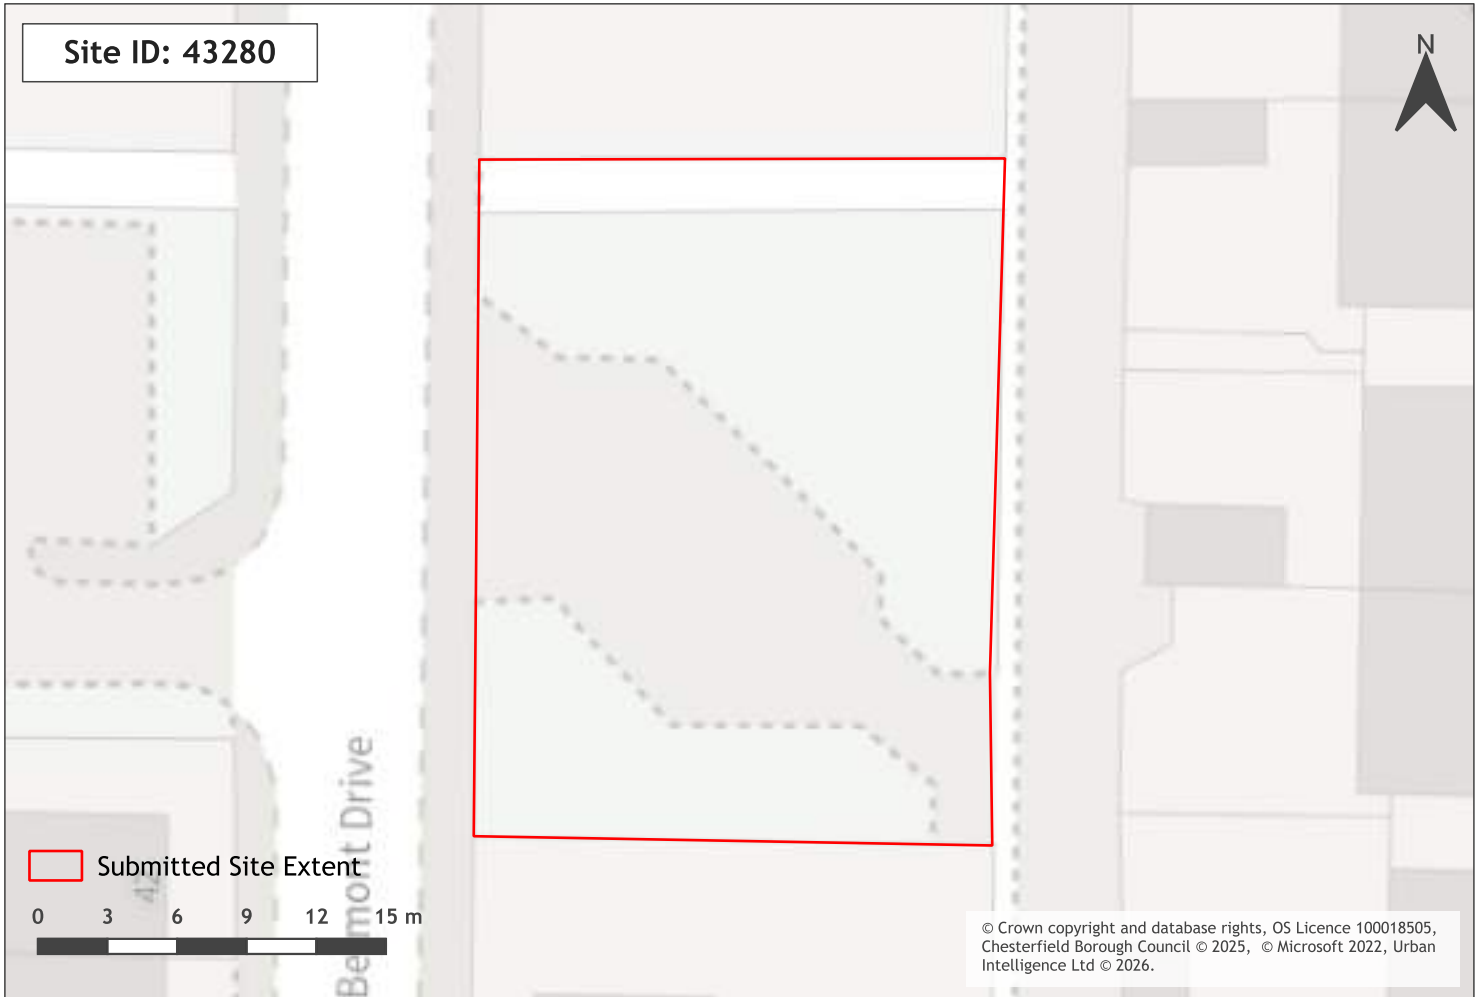 Site ID: 43280
N
Drive
Submitted Site Extent
0 3 6 9 12 15 m
© Crown copyright and database rights, OS Licence 100018505,
Chesterfield Borough Council © 2025, © Microsoft 2022, Urban
Intelligence Ltd © 2026.